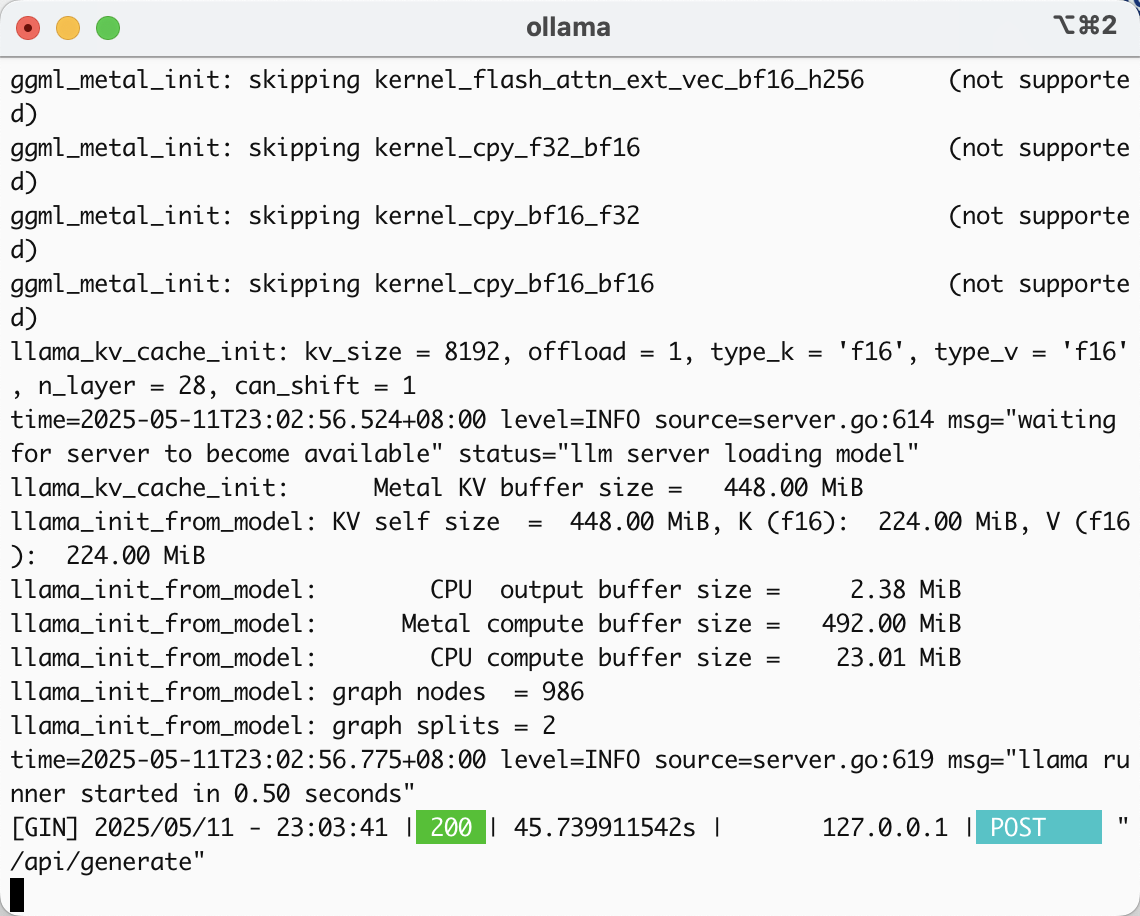 ollama
⌥⌘2
ggml_metal_init: skipping kernel_flash_attn_ext_vec_bf16_h256      (not supporte
d)
ggml_metal_init: skipping kernel_cpy_f32_bf16                      (not supporte
d)
ggml_metal_init: skipping kernel_cpy_bf16_f32                      (not supporte
d)
ggml_metal_init: skipping kernel_cpy_bf16_bf16                     (not supporte
d)
llama_kv_cache_init: kv_size = 8192, offload = 1, type_k = 'f16', type_v = 'f16'
, n_layer = 28, can_shift = 1
time=2025-05-11T23:02:56.524+08:00 level=INFO source=server.go:614 msg="waiting
for server to become available" status="llm server loading model"
llama_kv_cache_init:      Metal KV buffer size =   448.00 MiB
llama_init_from_model: KV self size  =  448.00 MiB, K (f16):  224.00 MiB, V (f16
):  224.00 MiB
llama_init_from_model:        CPU  output buffer size =     2.38 MiB
llama_init_from_model:      Metal compute buffer size =   492.00 MiB
llama_init_from_model:        CPU compute buffer size =    23.01 MiB
llama_init_from_model: graph nodes  = 986
llama_init_from_model: graph splits = 2
time=2025-05-11T23:02:56.775+08:00 level=INFO source=server.go:619 msg="llama ru
nner started in 0.50 seconds"
[GIN] 2025/05/11 - 23:03:41 | 200 | 45.739911542s |       127.0.0.1 | POST     "
/api/generate"